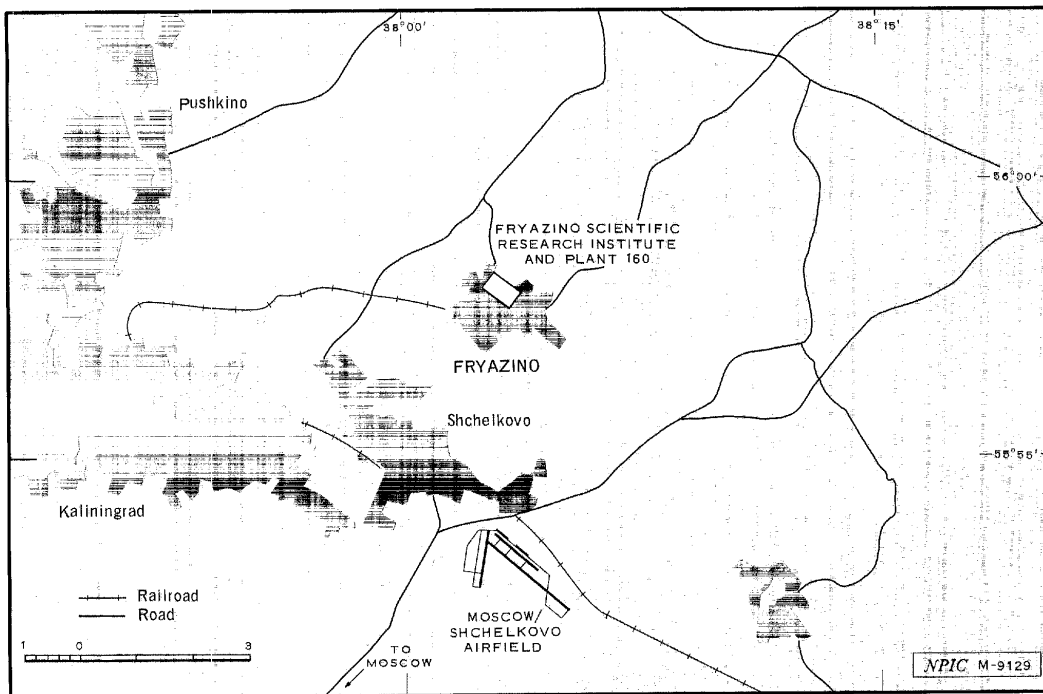 38°00'
38°15'
Pushkino
56°00'
FRYAZINO SCIENTIFIC
RESEARCH INSTITUTE
AND PLANT 160
FRYAZINO
Shchelkovo
55°55'
Kaliningrad
Railroad
Road
MOSCOW/
SHCHELKOVO
AIRFIELD
TO
MOSCOW
1 0 3
NPIC M-9129